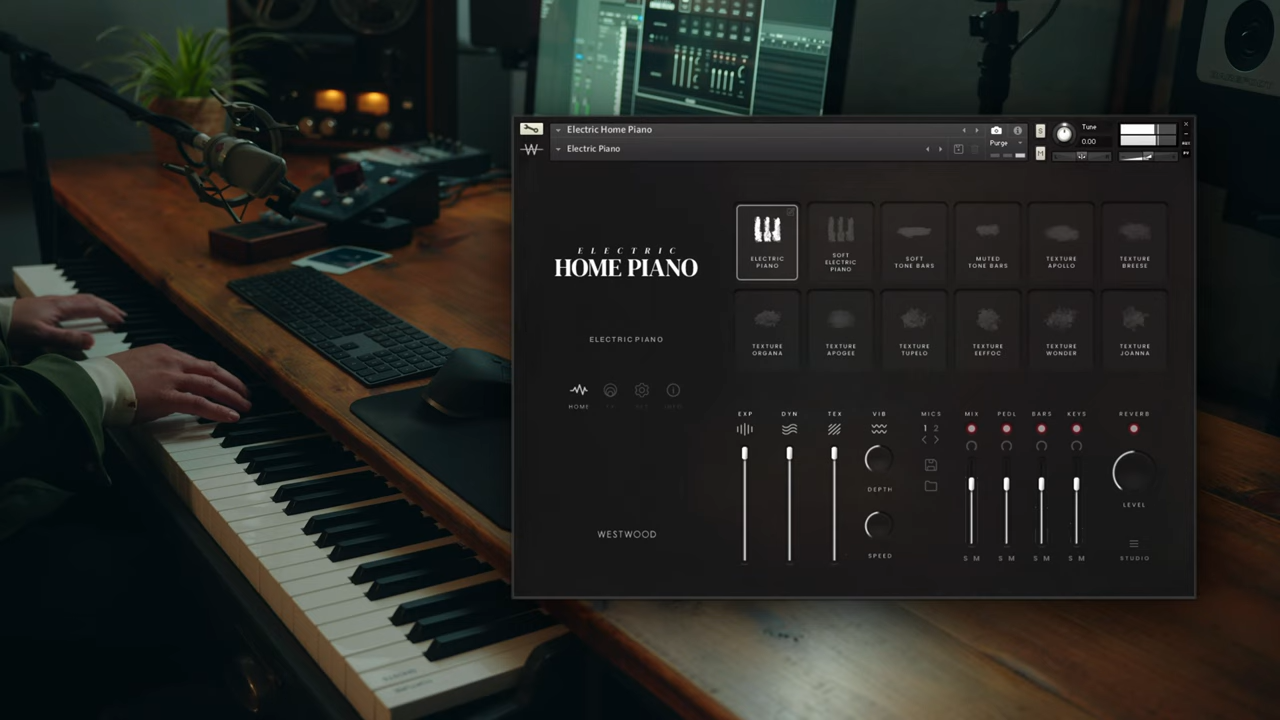 Electric Home Piano
Electric Piano
Purge
S
M
Tune
0.00
AUX
PV
ELECTRIC
HOME PIANO
ELECTRIC PIANO
HOME
WESTWOOD
ELECTRIC
PIANO
SOFT
ELECTRIC
PIANO
SOFT
TONE BARS
MUTED
TONE BARS
TEXTURE
APOLLO
TEXTURE
BREESE
TEXTURE
ORGANA
TEXTURE
APOGEE
TEXTURE
TUPELO
TEXTURE
EEFFOC
TEXTURE
WONDER
TEXTURE
JOANNA
EXP
DYN
TEX
VIB
DEPTH
SPEED
MICS
1 2
MIX
PEDL
BARS
KEYS
S M
S M
S M
S M
REVERB
LEVEL
STUDIO